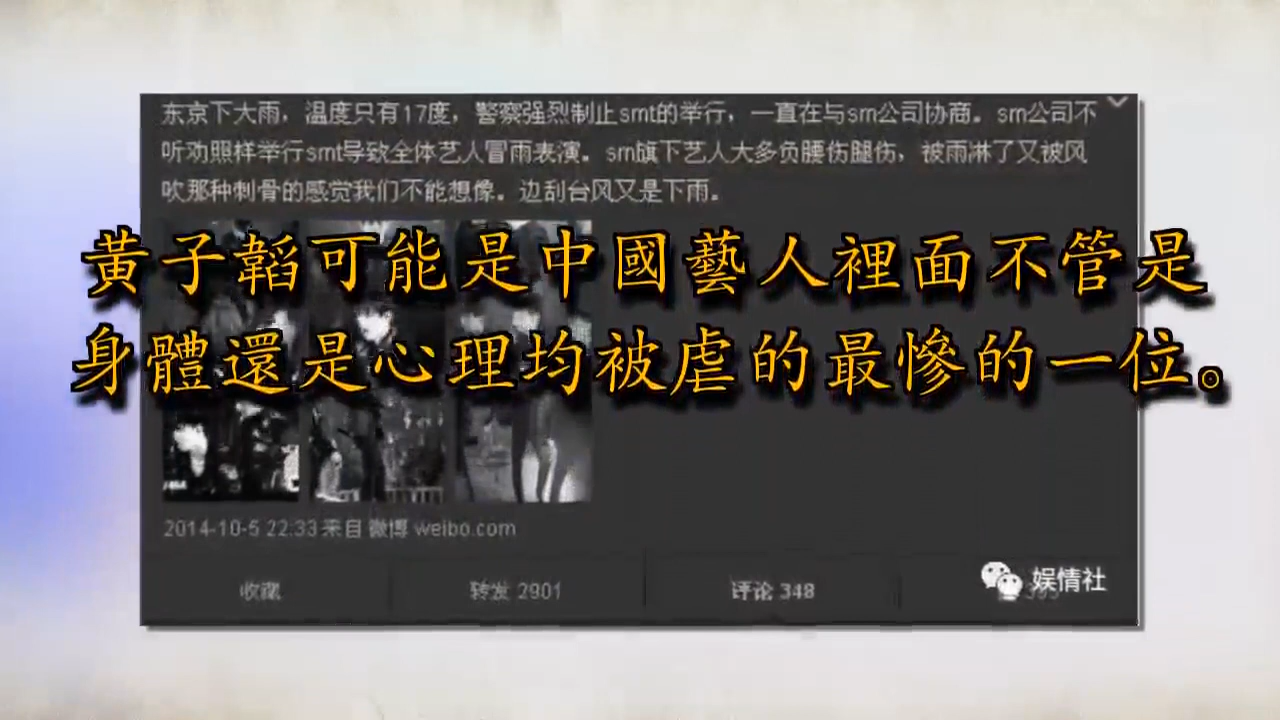 东京下大雨，温度只有17度，警察强烈制止smt的举行，一直在与sm公司协商。sm公司不
听劝照样举行smt导致全体艺人冒雨表演。sm旗下艺人大多负腰伤腿伤，被雨淋了又被风
吹那种刺骨的感觉我们不能想像。边刮台风又是下雨。
黃子韜可能是中國藝人裡面不管是
身體還是心理均被虐的最慘的一位。
2014-10-5 22:33 来自 微博 weibo.com
收藏
转发 2901
评论 348
娱情社